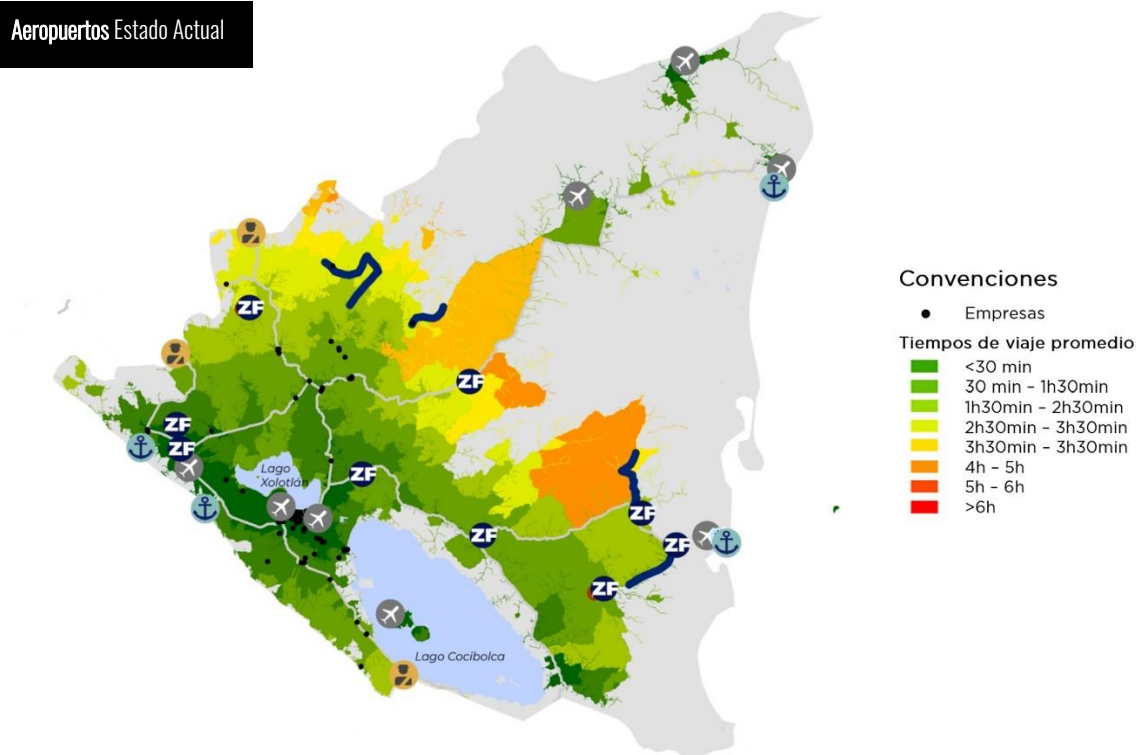 Aeropuertos Estado Actual
ZF
ZF
ZF
ZF
ZF
ZF
ZF
ZF
ZF
Lago
Xolotlán
Lago Cocibolca
Convenciones
Empresas
Tiempos de viaje promedio
<30 min
30 min - 1h30min
1h30min - 2h30min
2h30min - 3h30min
3h30min - 3h30min
4h - 5h
5h - 6h
>6h